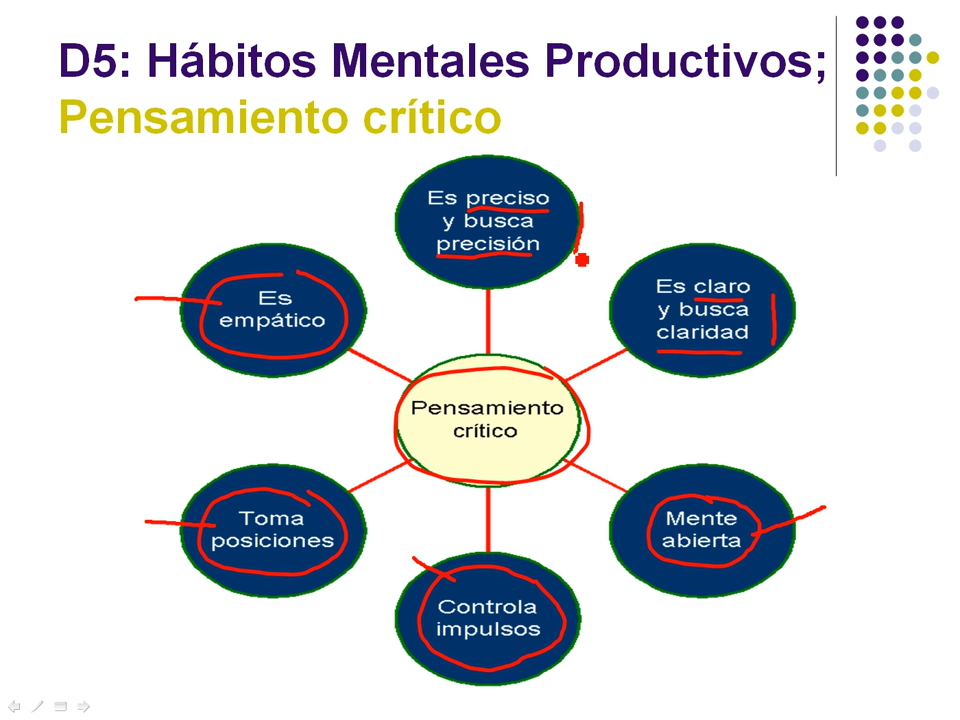 D5: Hábitos Mentales Productivos;
Pensamiento crítico
Es preciso
y busca
precisión
Es claro
y busca
claridad
Mente
abierta
Controla
impulsos
Toma
posiciones
Es
empático
Pensamiento
crítico